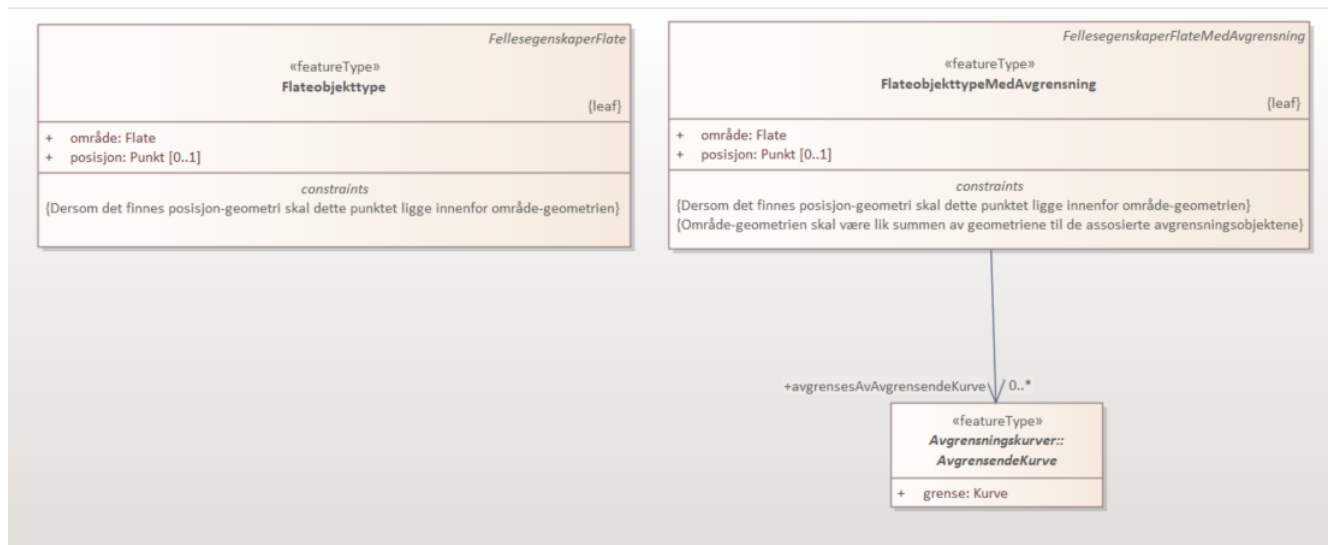 FellesegenskaperFlate
«featureType»
Flateobjekttype
{leaf}
+ område: Flate
+ posisjon: Punkt [0..1]
constraints
{Dersom det finnes posisjon-geometri skal dette punktet ligge innenfor område-geometrien}
FellesegenskaperFlateMedAvgrensning
«featureType»
FlateobjekttypeMedAvgrensning
{leaf}
+ område: Flate
+ posisjon: Punkt [0..1]
constraints
{Dersom det finnes posisjon-geometri skal dette punktet ligge innenfor område-geometrien}
{Område-geometrien skal være lik summen av geometriene til de assosierte avgrensningsobjektene}
+avgrensesAvAvgrensendeKurve 0..*
«featureType»
Avgrensningskurver::
AvgrensendeKurve
+ grense: Kurve